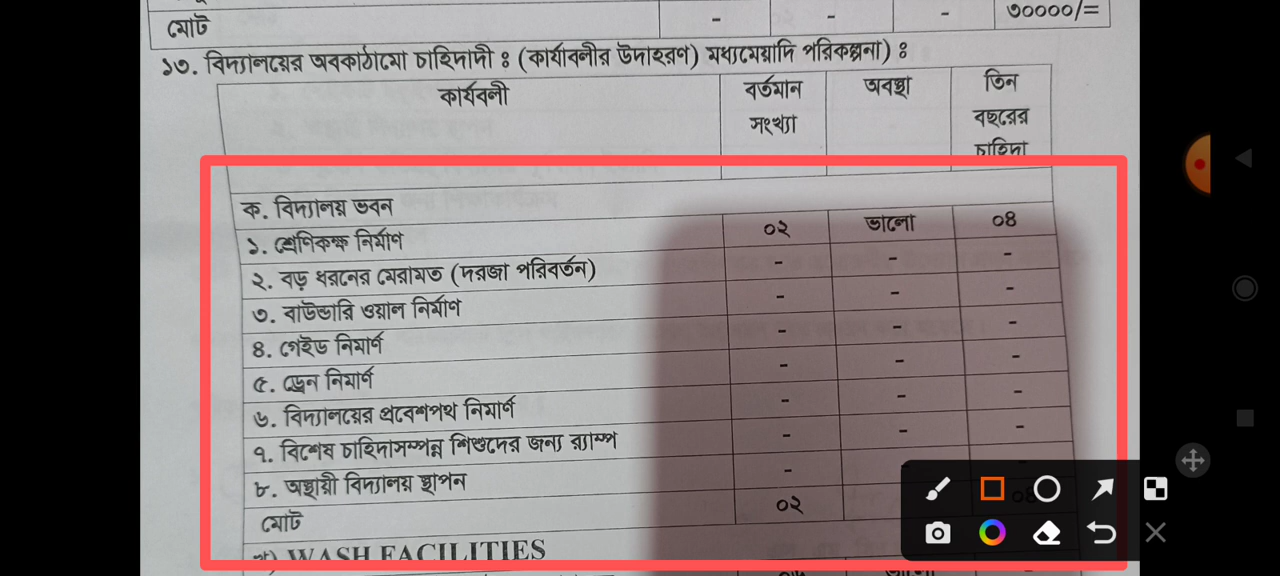 মোট - - - ৩০০০০/=
১৩. বিদ্যালয়ের অবকাঠামো চাহিদাদী ঃ (কার্যাবলীর উদাহরণ) মধ্যমেয়াদি পরিকল্পনা) ঃ
কার্যবলী বর্তমান সংখ্যা অবস্থা তিন বছরের চাহিদা
ক. বিদ্যালয় ভবন
১. শ্রেণিকক্ষ নির্মাণ ০২ ভালো ০৪
২. বড় ধরনের মেরামত (দরজা পরিবর্তন) - - -
৩. বাউন্ডারি ওয়াল নির্মাণ - - -
৪. গেইড নিমার্ণ - - -
৫. ড্রেন নিমার্ণ - - -
৬. বিদ্যালয়ের প্রবেশপথ নিমার্ণ - - -
৭. বিশেষ চাহিদাসম্পন্ন শিশুদের জন্য র‍্যাম্প - - -
৮. অস্থায়ী বিদ্যালয় স্থাপন -
মোট ০২
WASH FACILITIES